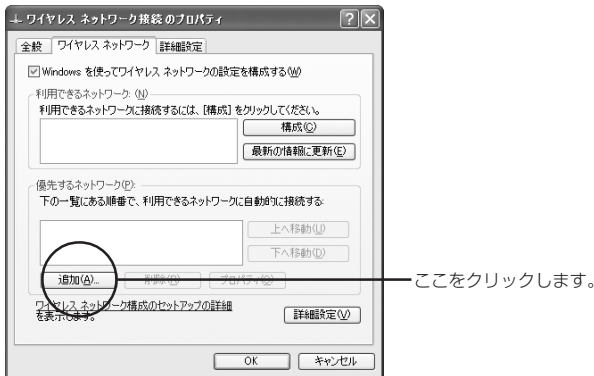 ワイヤレス ネットワーク接続 のプロパティ
全般 ワイヤレス ネットワーク 詳細設定
Windows を使ってワイヤレス ネットワークの設定を構成する(W)
利用できるネットワーク: (N)
利用できるネットワークに接続するには、[構成] をクリックしてください。
構成(C)
最新の情報に更新(E)
優先するネットワーク(P):
下の一覧にある順番で、利用できるネットワークに自動的に接続する:
上へ移動(U)
下へ移動(D)
追加(A)... 削除(R) プロパティ(O)
ここをクリックします。
ワイヤレス ネットワーク構成のセットアップの詳細
を表示します。
詳細設定(V)
OK キャンセル